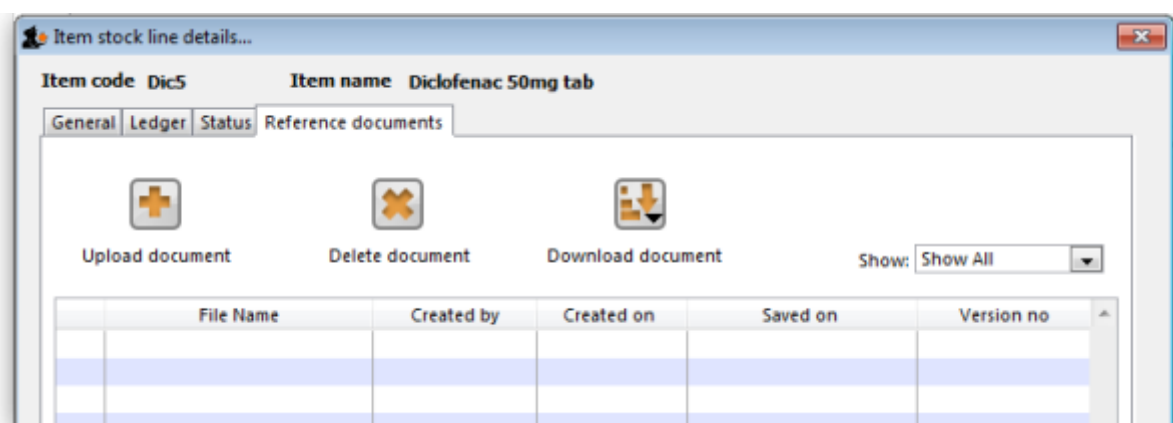 Item stock line details...
Item code Dic5 Item name Diclofenac 50mg tab
General Ledger Status Reference documents
Upload document Delete document Download document Show: Show All
File Name Created by Created on Saved on Version no